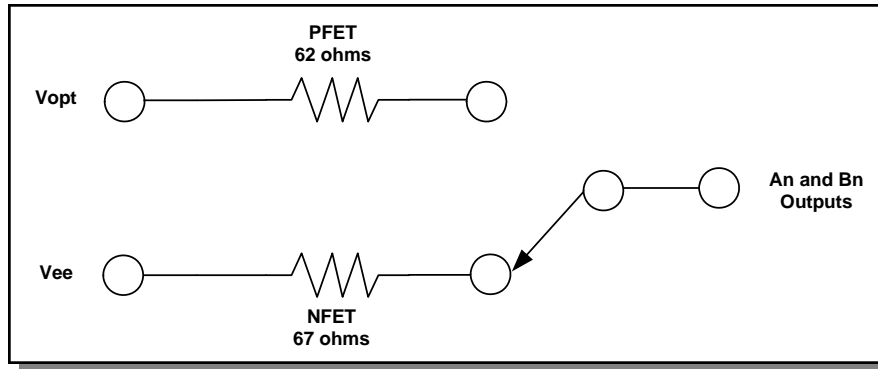 PFET
62 ohms
Vopt
An and Bn
Outputs
Vee
NFET
67 ohms